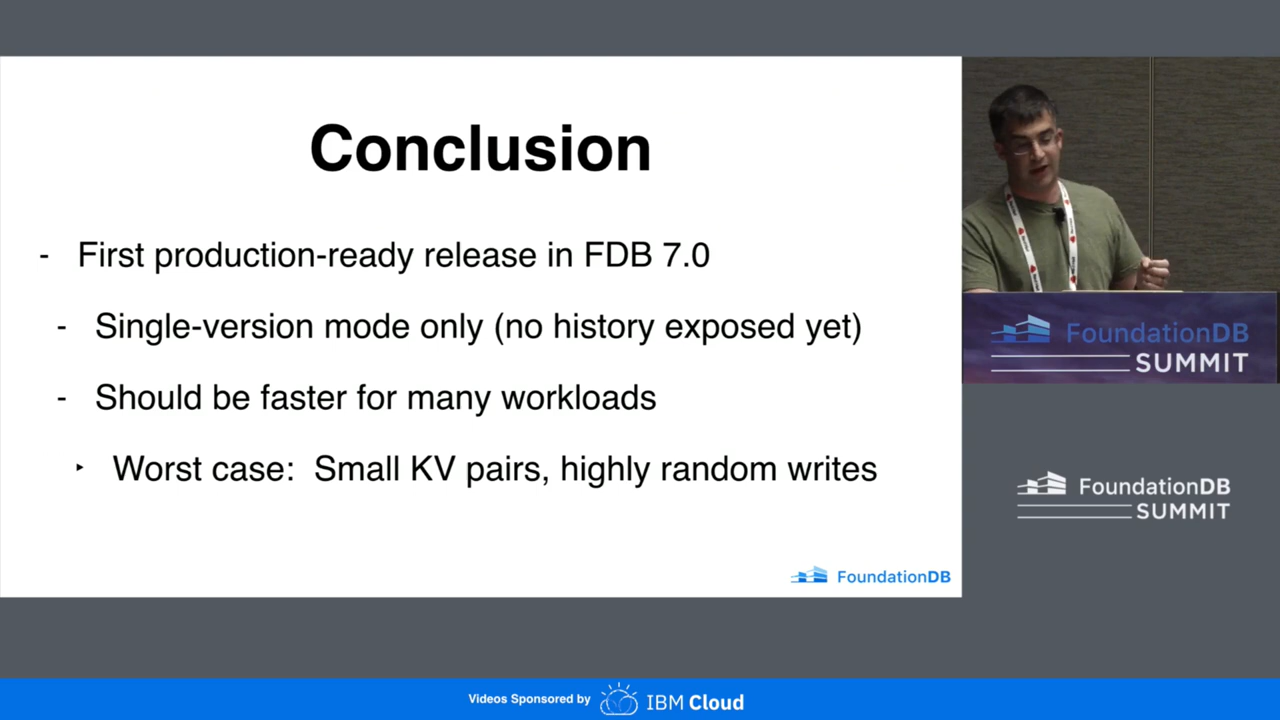 Conclusion
- First production-ready release in FDB 7.0
- Single-version mode only (no history exposed yet)
- Should be faster for many workloads
‣ Worst case: Small KV pairs, highly random writes
FoundationDB
FoundationDB
SUMMIT
FoundationDB
SUMMIT
Videos Sponsored by IBM Cloud